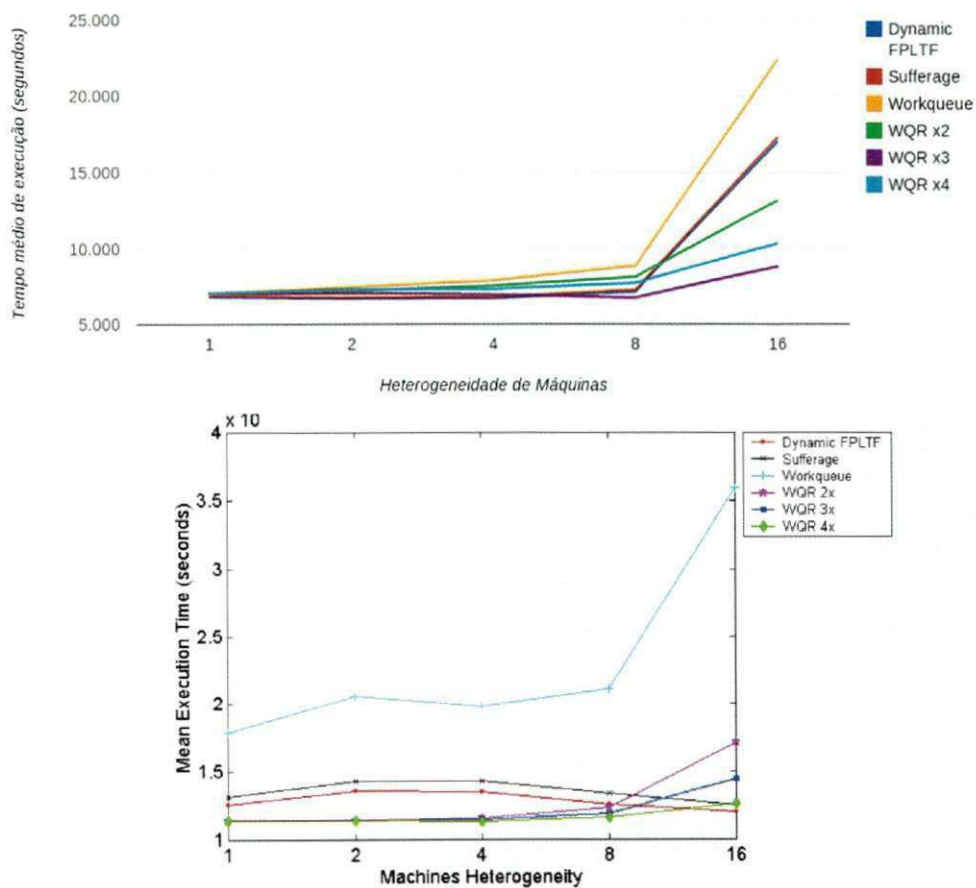 Tempo médio de execução (segundos)
25.000
20.000
15.000
10.000
5.000
1 2 4 8 16
Heterogeneidade de Máquinas
Dynamic
FPLTF
Sufferage
Workqueue
WQR x2
WQR x3
WQR x4
x 10
Mean Execution Time (seconds)
4
3.5
3
2.5
2
1.5
1
1 2 4 8 16
Machines Heterogeneity
Dynamic FPLTF
Sufferage
Workqueue
WQR 2x
WQR 3x
WQR 4x